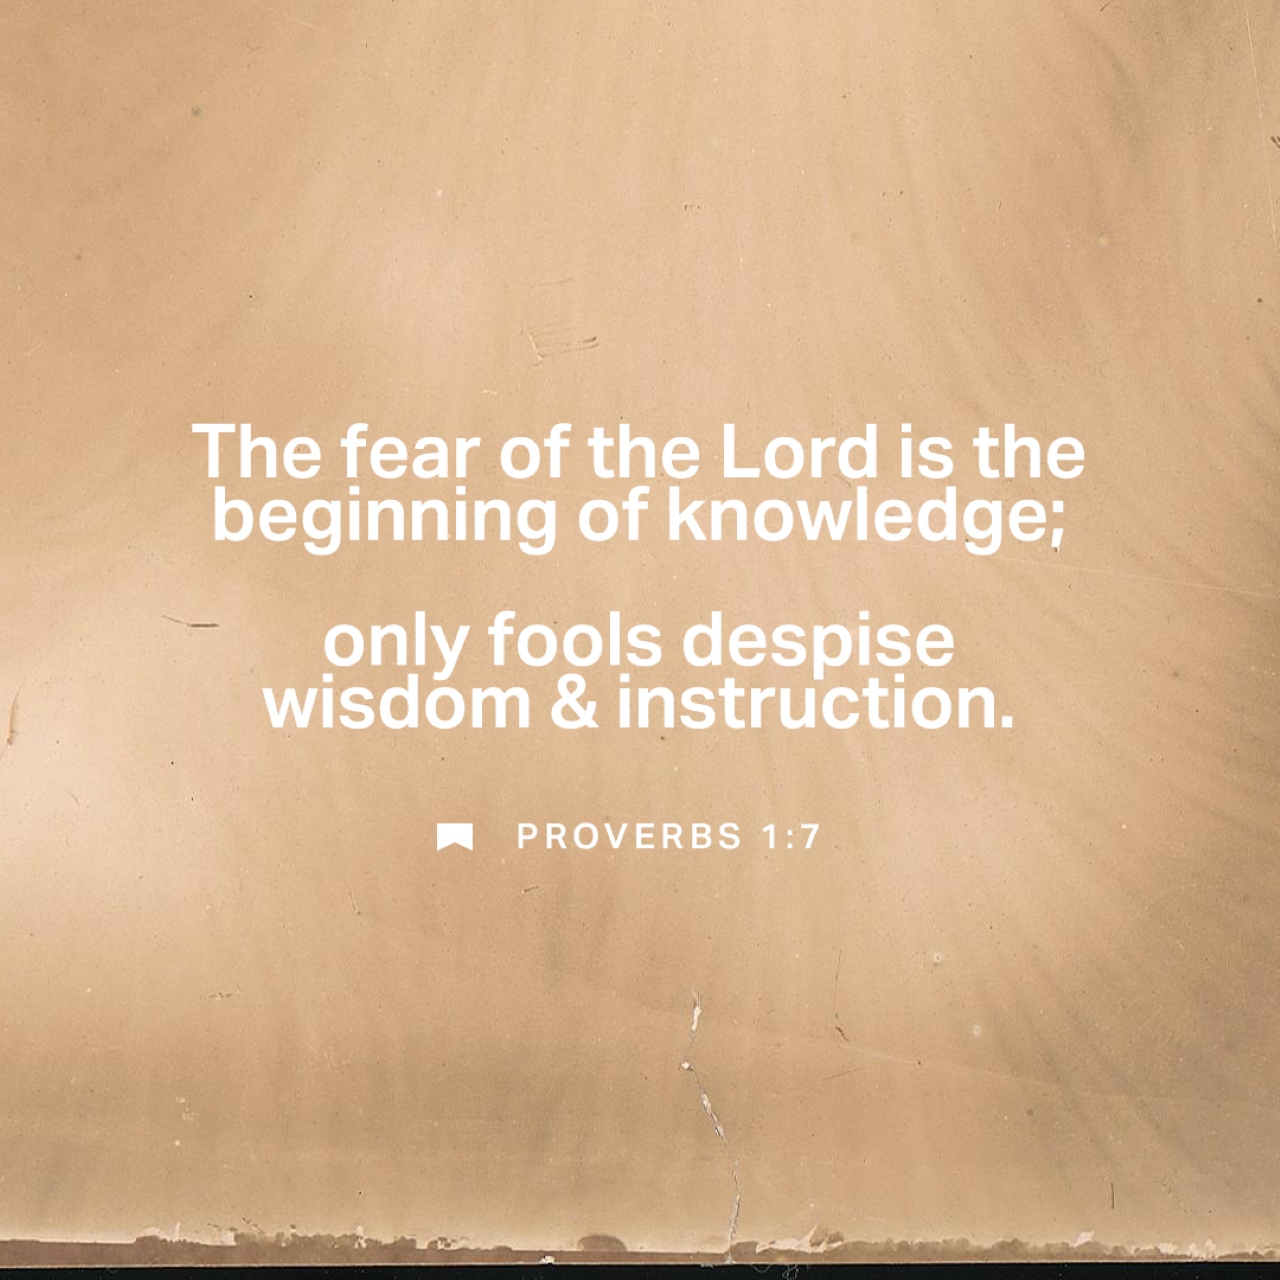 The fear of the Lord is the
beginning of knowledge;
only fools despise
wisdom & instruction.
PROVERBS 1:7